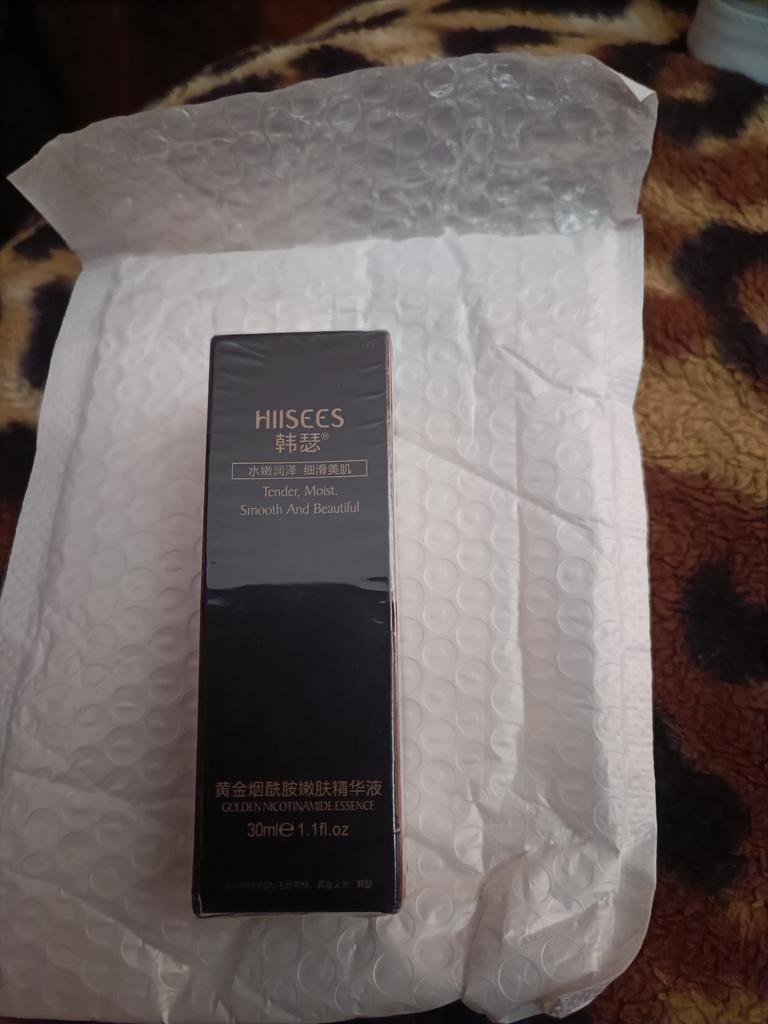 HIISEES
韩瑟®
水嫩润泽 细滑美肌
Tender, Moist,
Smooth And Beautiful
黄金烟酰胺嫩肤精华液
GOLDEN NICOTINAMIDE ESSENCE
30ml℮1.1fl.oz